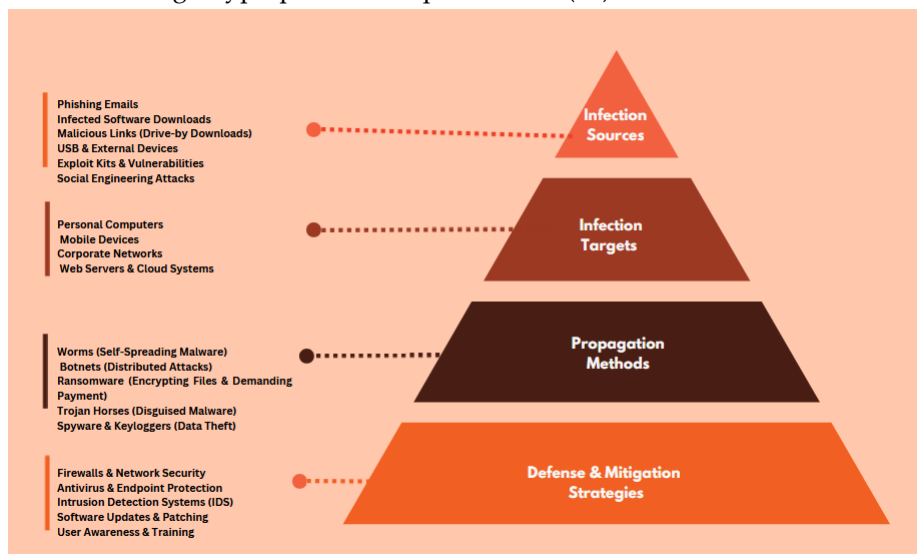 Phishing Emails
Infected Software Downloads
Malicious Links (Drive-by Downloads)
USB & External Devices
Exploit Kits & Vulnerabilities
Social Engineering Attacks
Infection
Sources
Personal Computers
Mobile Devices
Corporate Networks
Web Servers & Cloud Systems
Infection
Targets
Worms (Self-Spreading Malware)
Botnets (Distributed Attacks)
Ransomware (Encrypting Files & Demanding
Payment)
Trojan Horses (Disguised Malware)
Spyware & Keyloggers (Data Theft)
Propagation
Methods
Firewalls & Network Security
Antivirus & Endpoint Protection
Intrusion Detection Systems (IDS)
Software Updates & Patching
User Awareness & Training
Defense & Mitigation
Strategies